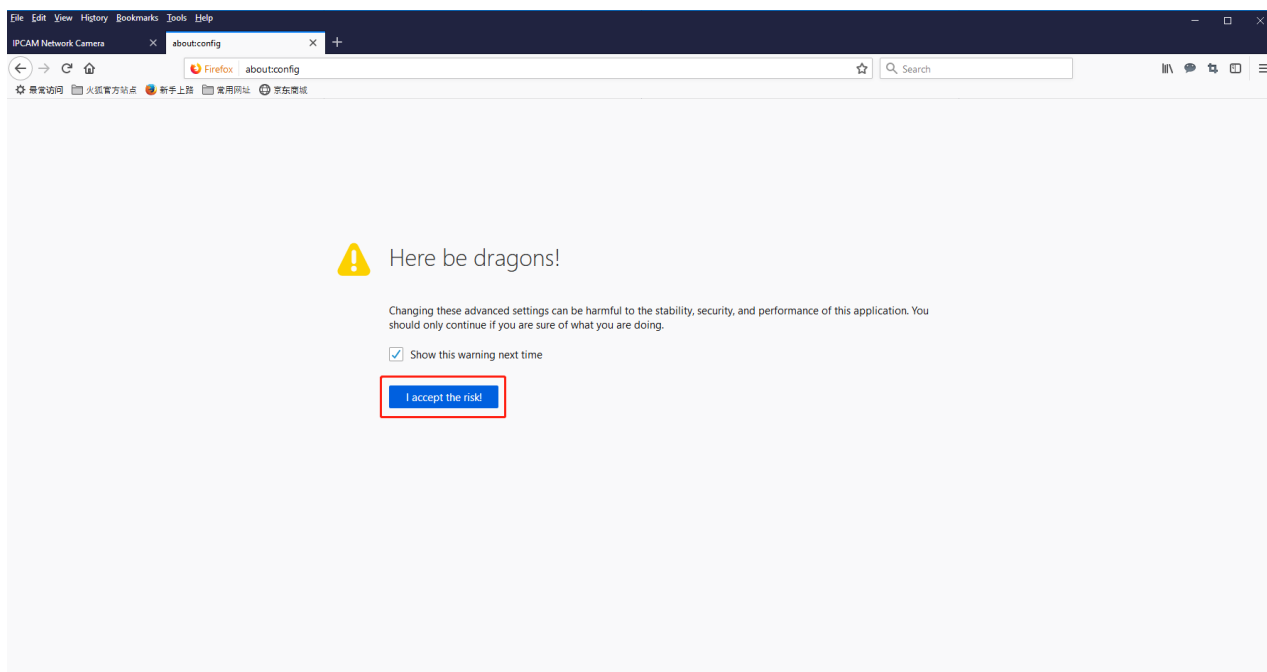 File Edit View History Bookmarks Tools Help
IPCAM Network Camera about:config
Firefox about:config Search
最常访问 火狐官方站点 新手上路 常用网址 京东商城
Here be dragons!
Changing these advanced settings can be harmful to the stability, security, and performance of this application. You
should only continue if you are sure of what you are doing.
Show this warning next time
I accept the risk!